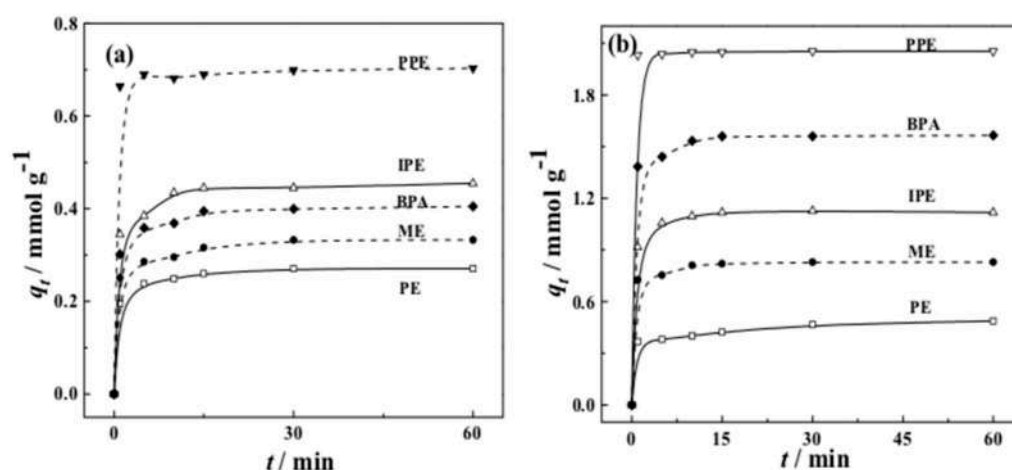 (a)
PPE
IPE
BPA
ME
PE
0.8
0.6
0.4
0.2
0.0
q_t / mmol g^-1
0
30
60
t / min
(b)
PPE
BPA
IPE
ME
PE
1.8
1.2
0.6
0.0
q_t / mmol g^-1
0
15
30
45
60
t / min